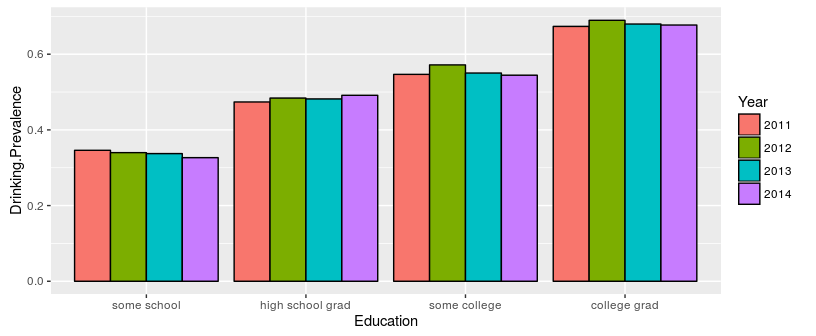 Drinking.Prevalence
0.6
0.4
0.2
0.0
some school high school grad some college college grad
Education
Year
2011
2012
2013
2014